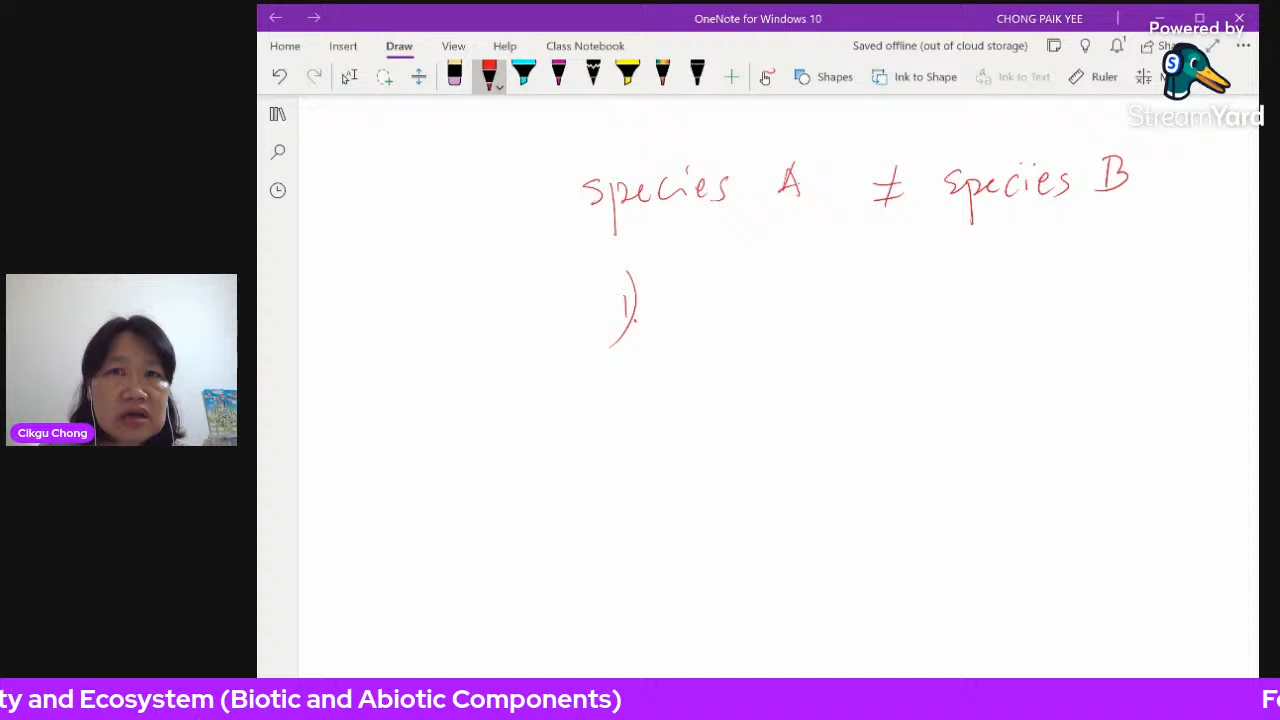 OneNote for Windows 10
CHONG PAIK YEE
Powered by
StreamYard
Home Insert Draw View Help Class Notebook
Saved offline (out of cloud storage)
Shapes Ink to Shape Ink to Text Ruler
species A ≠ species B
1)
Cikgu Chong
ty and Ecosystem (Biotic and Abiotic Components)
Fo